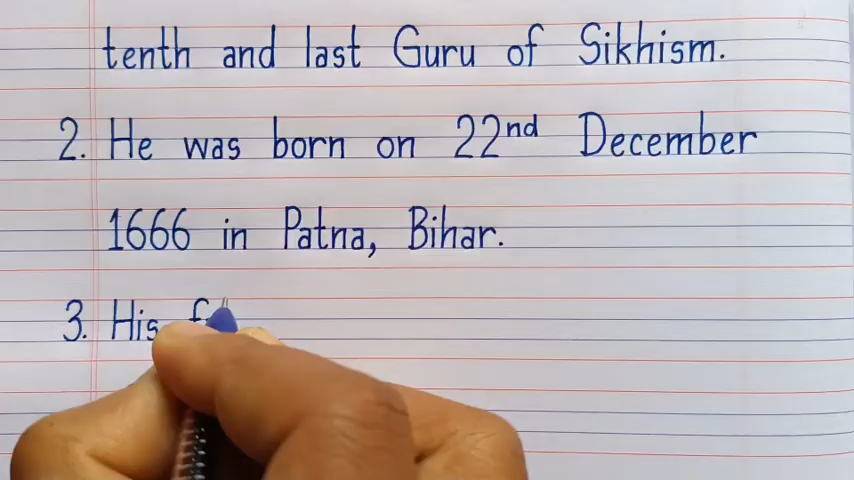 tenth and last Guru of Sikhism.
2. He was born on 22nd December
1666 in Patna, Bihar.
3. His f